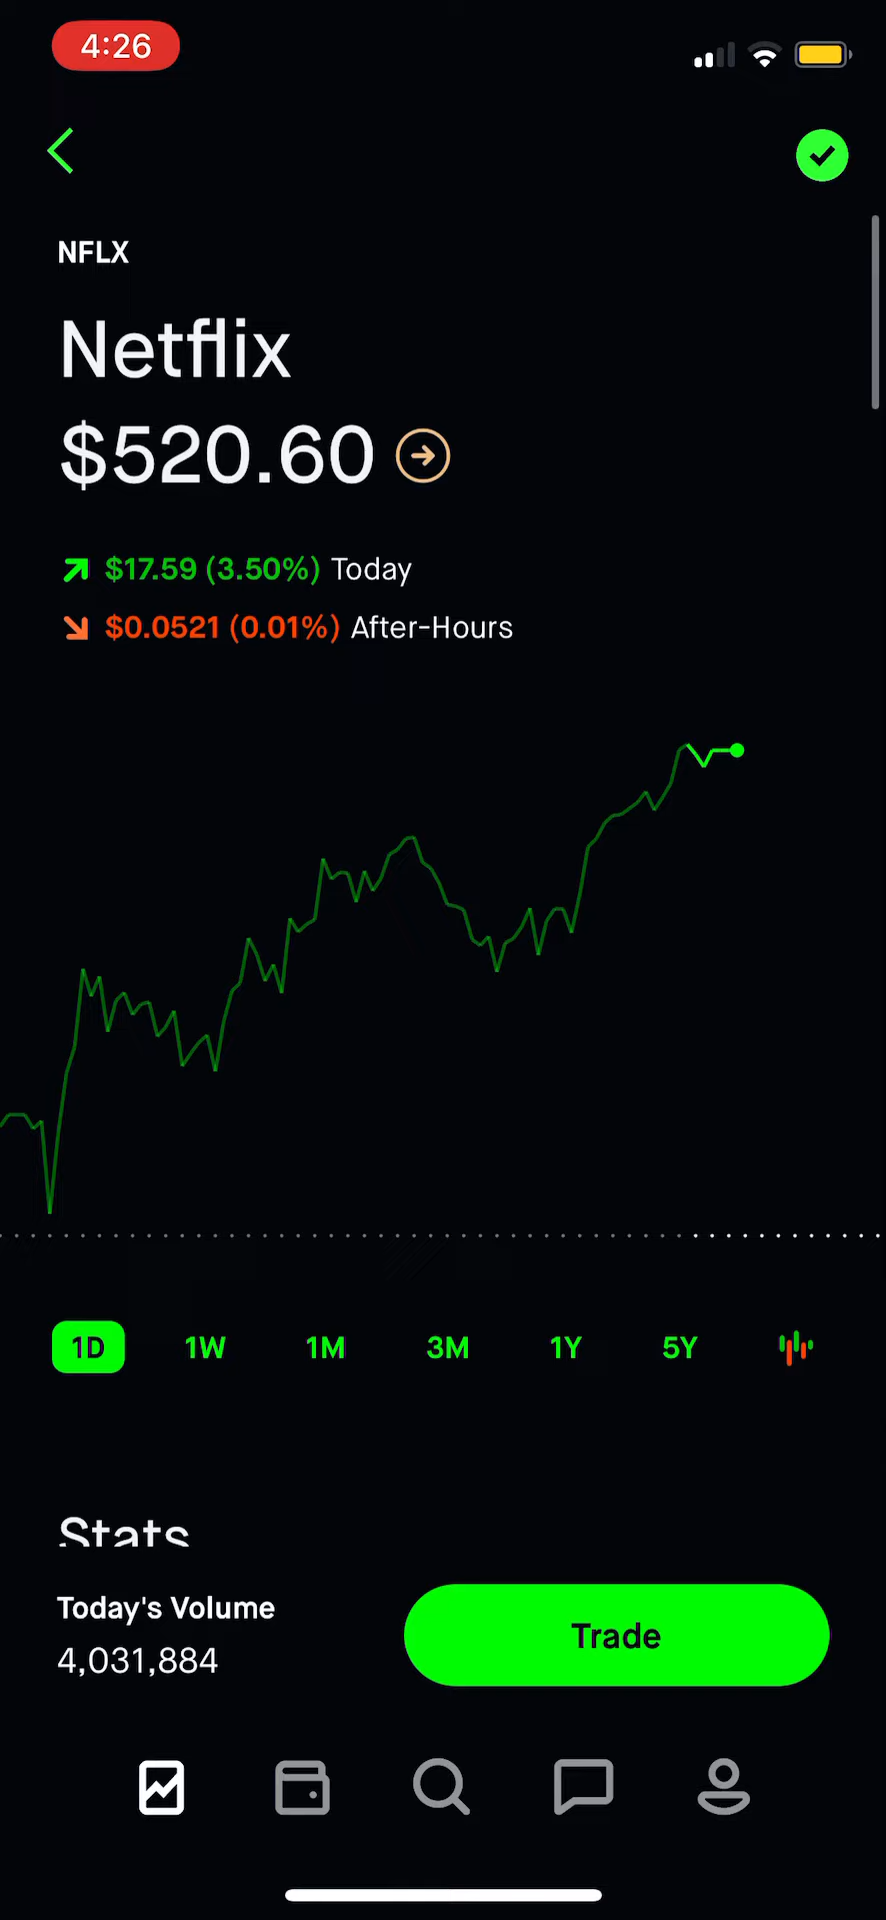 4:26
NFLX
Netflix
$520.60
$17.59 (3.50%) Today
$0.0521 (0.01%) After-Hours
1D 1W 1M 3M 1Y 5Y
Stats
Today's Volume
4,031,884
Trade